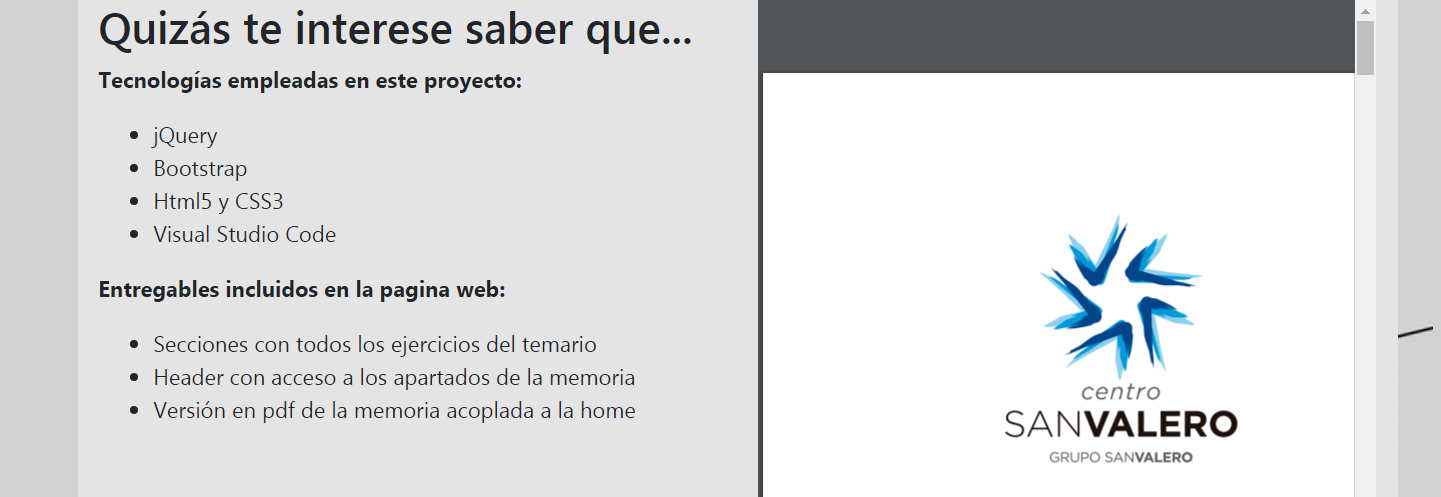 Quizás te interese saber que...
Tecnologías empleadas en este proyecto:
jQuery
Bootstrap
Html5 y CSS3
Visual Studio Code
Entregables incluidos en la pagina web:
Secciones con todos los ejercicios del temario
Header con acceso a los apartados de la memoria
Versión en pdf de la memoria acoplada a la home
centro
SANVALERO
GRUPO SANVALERO